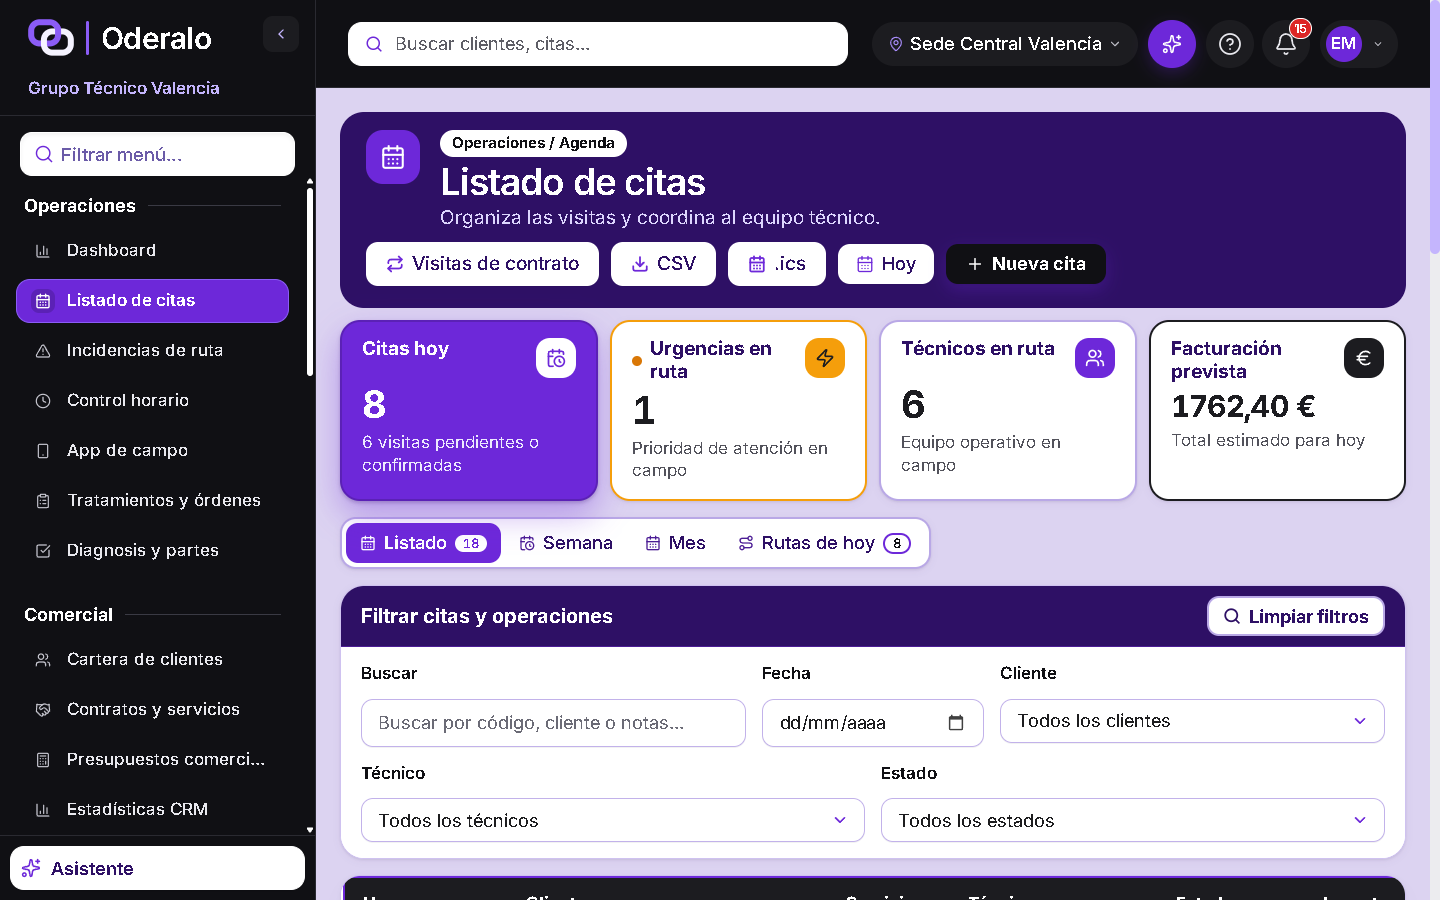 Oderalo
Grupo Técnico Valencia
Filtrar menú...
Operaciones
Dashboard
Listado de citas
Incidencias de ruta
Control horario
App de campo
Tratamientos y órdenes
Diagnosis y partes
Comercial
Cartera de clientes
Contratos y servicios
Presupuestos comerci...
Estadísticas CRM
Asistente
Buscar clientes, citas...
Sede Central Valencia
15
EM
Operaciones / Agenda
Listado de citas
Organiza las visitas y coordina al equipo técnico.
Visitas de contrato
CSV
.ics
Hoy
Nueva cita
Citas hoy
8
6 visitas pendientes o
confirmadas
Urgencias en
ruta
1
Prioridad de atención en
campo
Técnicos en ruta
6
Equipo operativo en
campo
Facturación
prevista
1762,40 €
Total estimado para hoy
Listado 18
Semana
Mes
Rutas de hoy 8
Filtrar citas y operaciones
Limpiar filtros
Buscar
Buscar por código, cliente o notas...
Fecha
dd/mm/aaaa
Cliente
Todos los clientes
Técnico
Todos los técnicos
Estado
Todos los estados